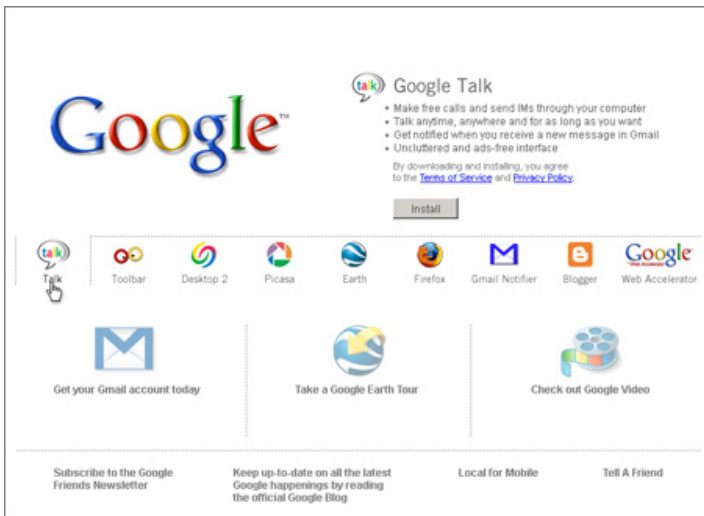 Google™
talk
Google Talk
• Make free calls and send IMs through your computer
• Talk anytime, anywhere and for as long as you want
• Get notified when you receive a new message in Gmail
• Uncluttered and ads-free interface
By downloading and installing, you agree
to the Terms of Service and Privacy Policy.
Install
talk
Google
Web Accelerator
Talk
Toolbar
Desktop 2
Picasa
Earth
Firefox
Gmail Notifier
Blogger
Web Accelerator
Get your Gmail account today
Take a Google Earth Tour
Check out Google Video
Subscribe to the Google
Friends Newsletter
Keep up-to-date on all the latest
Google happenings by reading
the official Google Blog
Local for Mobile
Tell A Friend